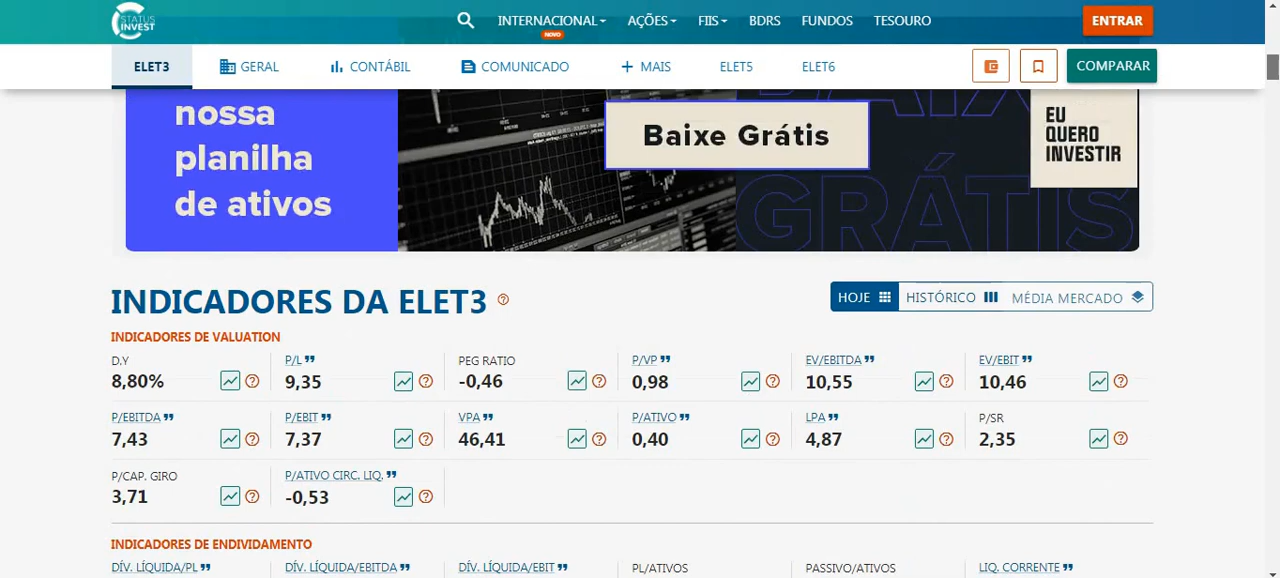 STATUS INVEST
INTERNACIONAL AÇÕES FIIS BDRS FUNDOS TESOURO ENTRAR
NOVO
ELET3 GERAL CONTÁBIL COMUNICADO + MAIS ELET5 ELET6 COMPARAR
nossa
planilha
de ativos
Baixe Grátis
GRÁTIS
EU
QUERO
INVESTIR
INDICADORES DA ELET3
HOJE HISTÓRICO MÉDIA MERCADO
INDICADORES DE VALUATION
D.Y P/L PEG RATIO P/VP EV/EBITDA EV/EBIT
8,80% 9,35 -0,46 0,98 10,55 10,46
P/EBITDA P/EBIT VPA P/ATIVO LPA P/SR
7,43 7,37 46,41 0,40 4,87 2,35
P/CAP. GIRO P/ATIVO CIRC. LIQ.
3,71 -0,53
INDICADORES DE ENDIVIDAMENTO
DÍV. LÍQUIDA/PL DÍV. LÍQUIDA/EBITDA DÍV. LÍQUIDA/EBIT PL/ATIVOS PASSIVO/ATIVOS LIQ. CORRENTE